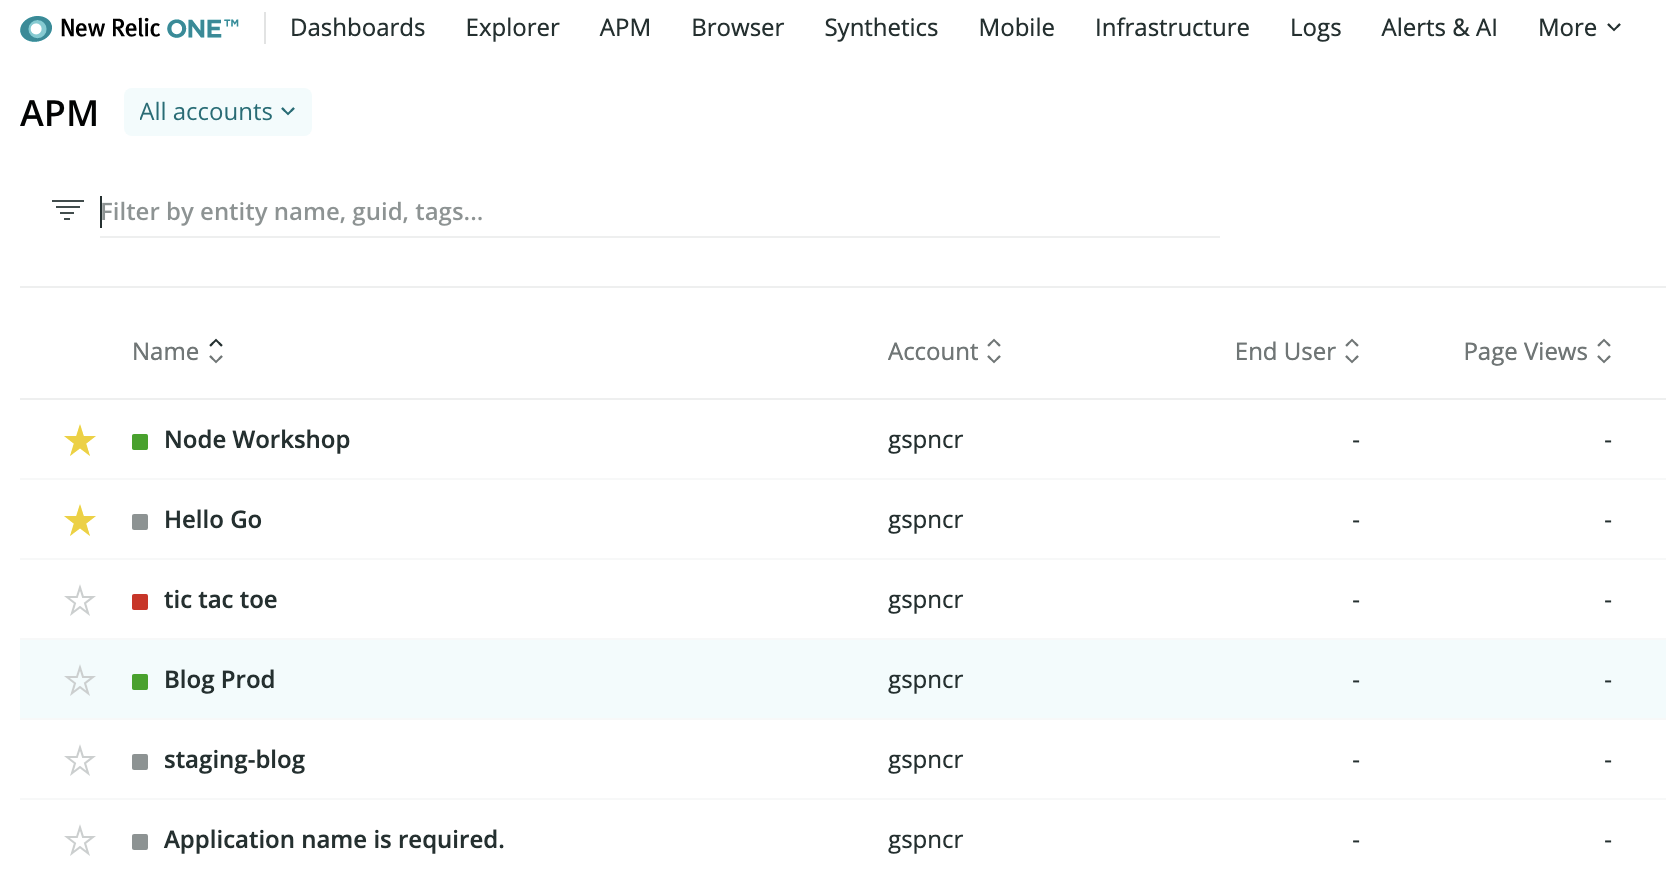 New Relic ONE™ Dashboards Explorer APM Browser Synthetics Mobile Infrastructure Logs Alerts & AI More
APM All accounts
Filter by entity name, guid, tags...
Name Account End User Page Views
Node Workshop gspncr - -
Hello Go gspncr - -
tic tac toe gspncr - -
Blog Prod gspncr - -
staging-blog gspncr - -
Application name is required. gspncr - -